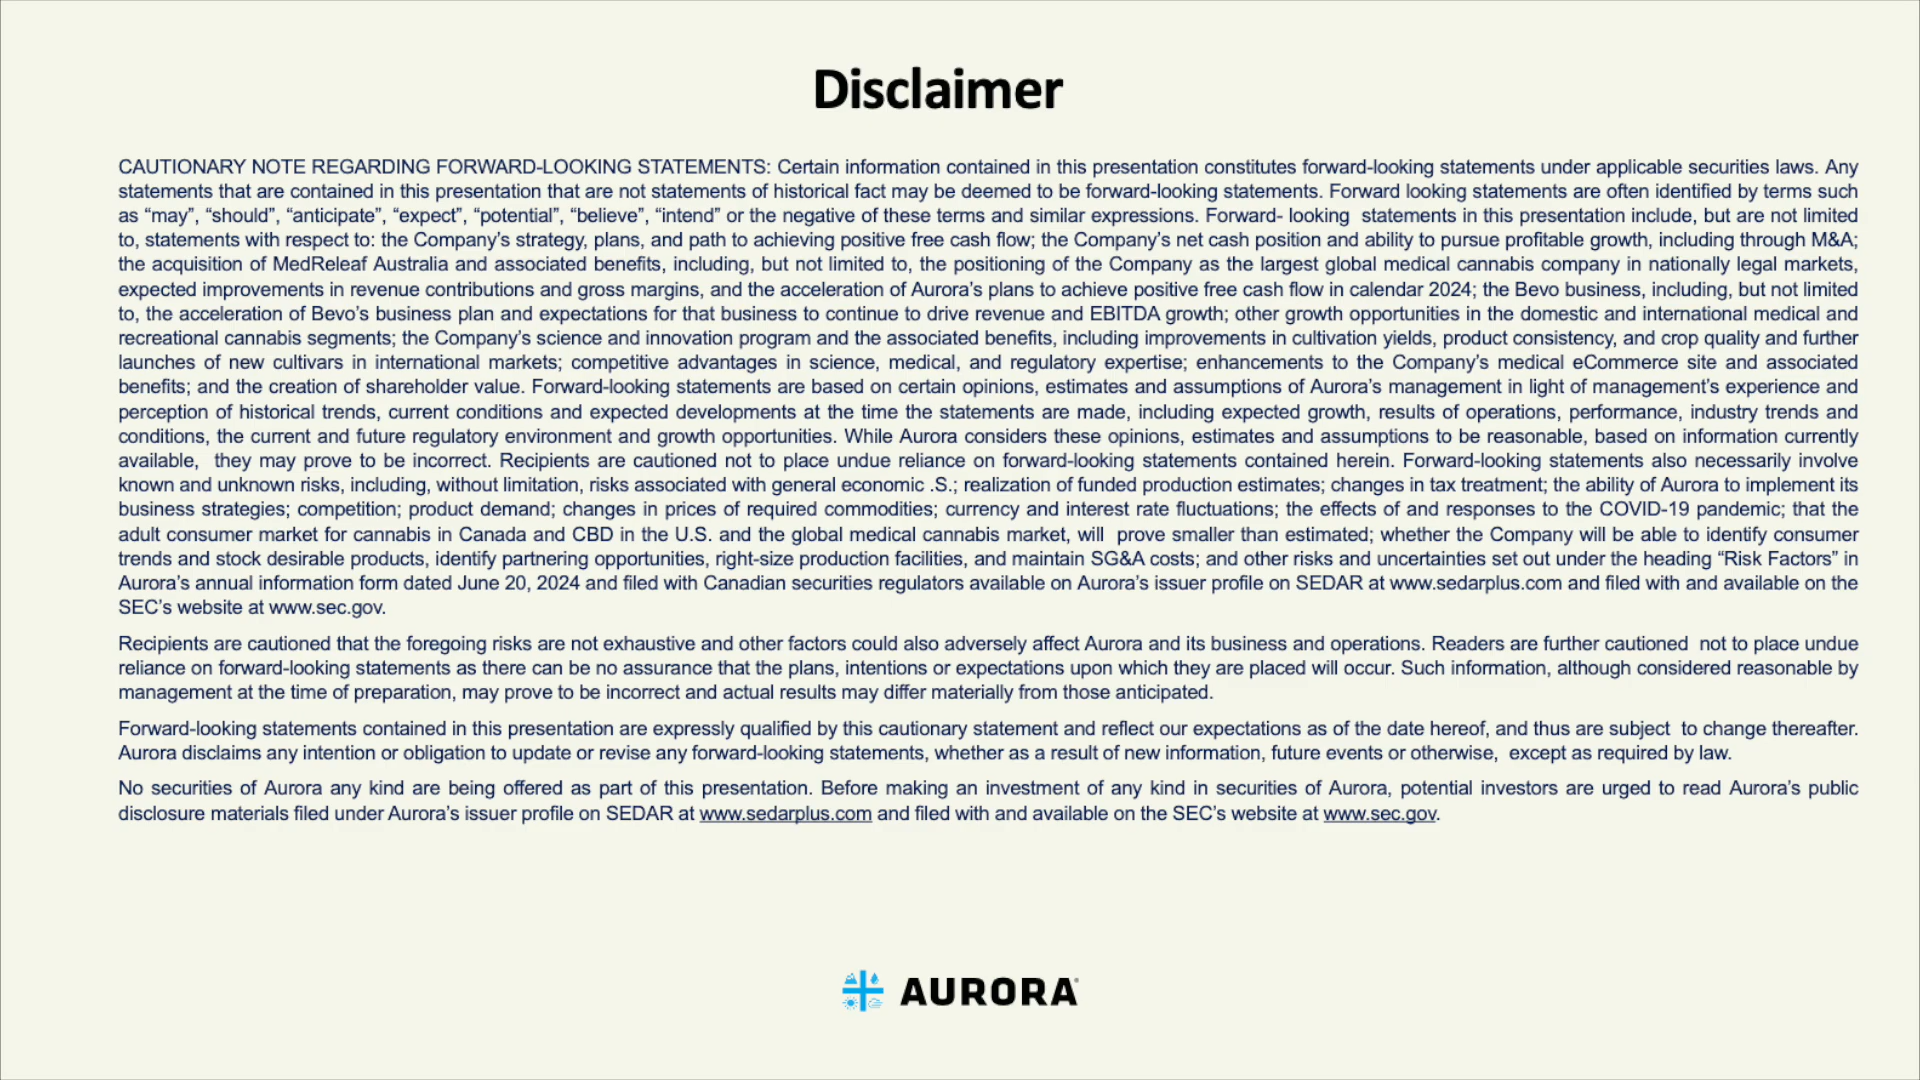 Disclaimer
CAUTIONARY NOTE REGARDING FORWARD-LOOKING STATEMENTS: Certain information contained in this presentation constitutes forward-looking statements under applicable securities laws. Any
statements that are contained in this presentation that are not statements of historical fact may be deemed to be forward-looking statements. Forward looking statements are often identified by terms such
as “may”, “should”, “anticipate”, “expect”, “potential”, “believe”, “intend” or the negative of these terms and similar expressions. Forward- looking  statements in this presentation include, but are not limited
to, statements with respect to: the Company’s strategy, plans, and path to achieving positive free cash flow; the Company’s net cash position and ability to pursue profitable growth, including through M&A;
the acquisition of MedReleaf Australia and associated benefits, including, but not limited to, the positioning of the Company as the largest global medical cannabis company in nationally legal markets,
expected improvements in revenue contributions and gross margins, and the acceleration of Aurora’s plans to achieve positive free cash flow in calendar 2024; the Bevo business, including, but not limited
to, the acceleration of Bevo’s business plan and expectations for that business to continue to drive revenue and EBITDA growth; other growth opportunities in the domestic and international medical and
recreational cannabis segments; the Company’s science and innovation program and the associated benefits, including improvements in cultivation yields, product consistency, and crop quality and further
launches of new cultivars in international markets; competitive advantages in science, medical, and regulatory expertise; enhancements to the Company’s medical eCommerce site and associated
benefits; and the creation of shareholder value. Forward-looking statements are based on certain opinions, estimates and assumptions of Aurora’s management in light of management’s experience and
perception of historical trends, current conditions and expected developments at the time the statements are made, including expected growth, results of operations, performance, industry trends and
conditions, the current and future regulatory environment and growth opportunities. While Aurora considers these opinions, estimates and assumptions to be reasonable, based on information currently
available,  they may prove to be incorrect. Recipients are cautioned not to place undue reliance on forward-looking statements contained herein. Forward-looking statements also necessarily involve
known and unknown risks, including, without limitation, risks associated with general economic .S.; realization of funded production estimates; changes in tax treatment; the ability of Aurora to implement its
business strategies; competition; product demand; changes in prices of required commodities; currency and interest rate fluctuations; the effects of and responses to the COVID-19 pandemic; that the
adult consumer market for cannabis in Canada and CBD in the U.S. and the global medical cannabis market, will  prove smaller than estimated; whether the Company will be able to identify consumer
trends and stock desirable products, identify partnering opportunities, right-size production facilities, and maintain SG&A costs; and other risks and uncertainties set out under the heading “Risk Factors” in
Aurora’s annual information form dated June 20, 2024 and filed with Canadian securities regulators available on Aurora’s issuer profile on SEDAR at www.sedarplus.com and filed with and available on the
SEC’s website at www.sec.gov.
Recipients are cautioned that the foregoing risks are not exhaustive and other factors could also adversely affect Aurora and its business and operations. Readers are further cautioned  not to place undue
reliance on forward-looking statements as there can be no assurance that the plans, intentions or expectations upon which they are placed will occur. Such information, although considered reasonable by
management at the time of preparation, may prove to be incorrect and actual results may differ materially from those anticipated.
Forward-looking statements contained in this presentation are expressly qualified by this cautionary statement and reflect our expectations as of the date hereof, and thus are subject  to change thereafter.
Aurora disclaims any intention or obligation to update or revise any forward-looking statements, whether as a result of new information, future events or otherwise,  except as required by law.
No securities of Aurora any kind are being offered as part of this presentation. Before making an investment of any kind in securities of Aurora, potential investors are urged to read Aurora’s public
disclosure materials filed under Aurora’s issuer profile on SEDAR at www.sedarplus.com and filed with and available on the SEC’s website at www.sec.gov.
AURORA